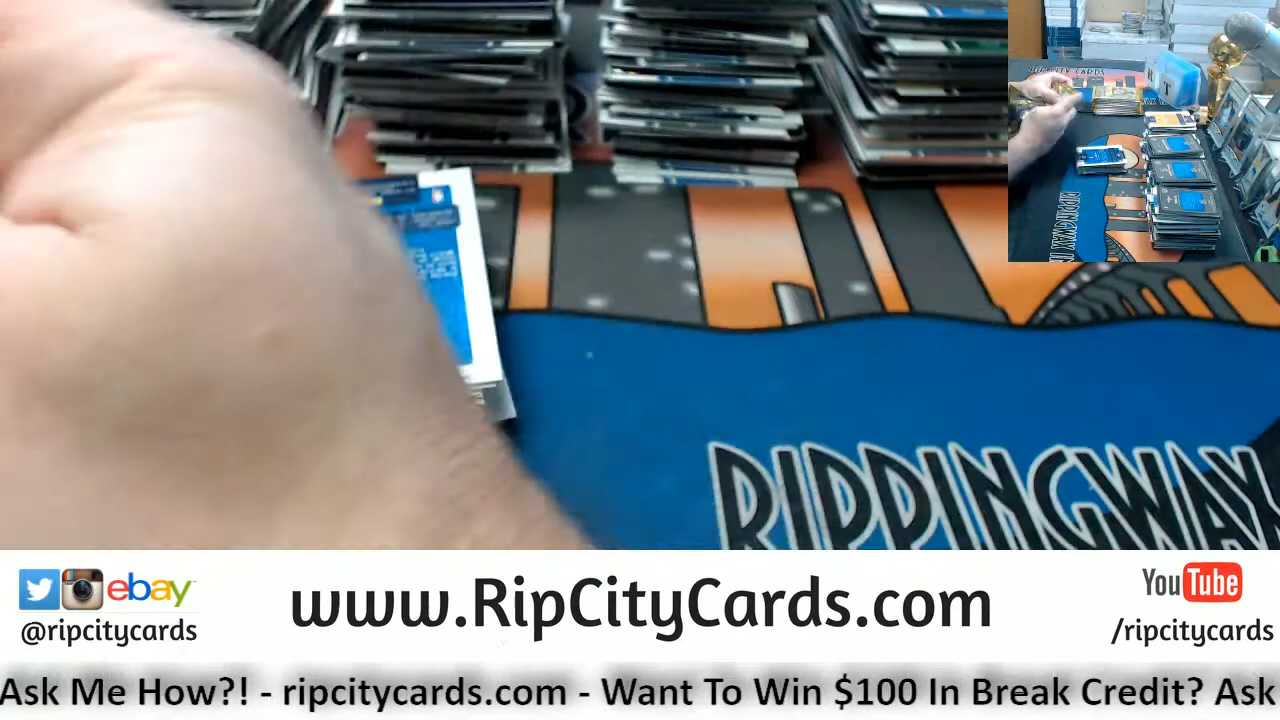 RIPPINGWAX
ebay
@ripcitycards
www.RipCityCards.com
YouTube
/ripcitycards
Ask Me How?! - ripcitycards.com - Want To Win $100 In Break Credit? Ask